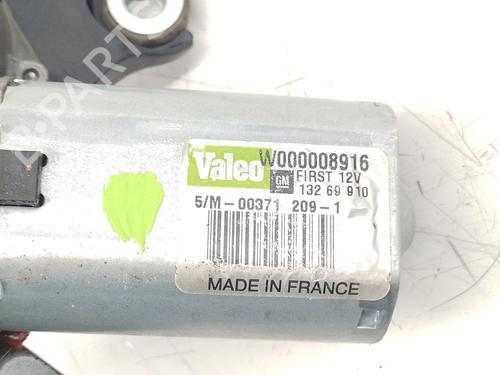 Valeo W000008916
GM FIRST 12V
132 69 910
5/M-00371 209-1
MADE IN FRANCE
B-PARTS